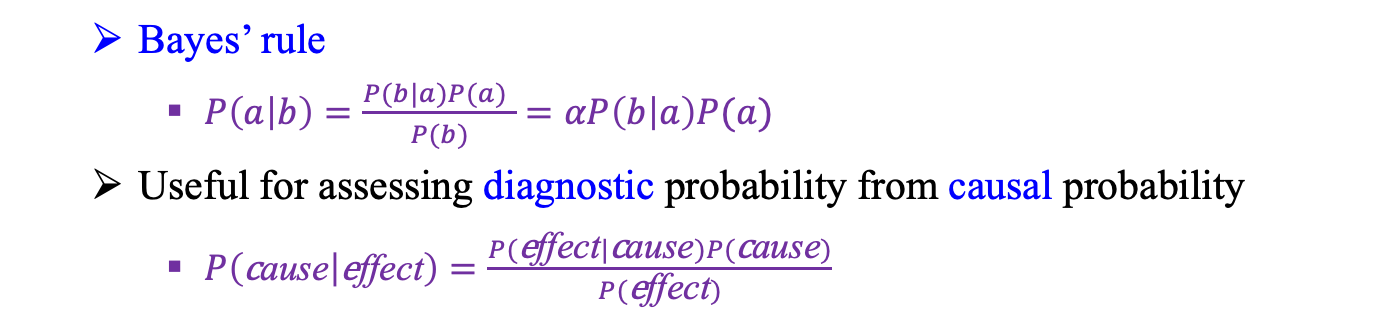 ➢ Bayes’ rule
▪ P(a|b) = P(b|a)P(a) / P(b) = αP(b|a)P(a)
➢ Useful for assessing diagnostic probability from causal probability
▪ P(cause|effect) = P(effect|cause)P(cause) / P(effect)